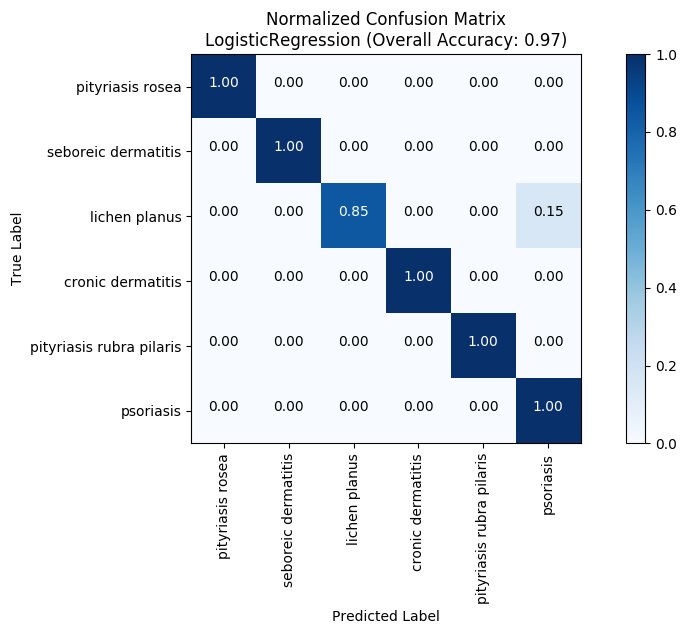 Normalized Confusion Matrix
LogisticRegression (Overall Accuracy: 0.97)
True Label
pityriasis rosea 1.00 0.00 0.00 0.00 0.00 0.00
seboreic dermatitis 0.00 1.00 0.00 0.00 0.00 0.00
lichen planus 0.00 0.00 0.85 0.00 0.00 0.15
cronic dermatitis 0.00 0.00 0.00 1.00 0.00 0.00
pityriasis rubra pilaris 0.00 0.00 0.00 0.00 1.00 0.00
psoriasis 0.00 0.00 0.00 0.00 0.00 1.00
pityriasis rosea
seboreic dermatitis
lichen planus
cronic dermatitis
pityriasis rubra pilaris
psoriasis
Predicted Label
1.0
0.8
0.6
0.4
0.2
0.0